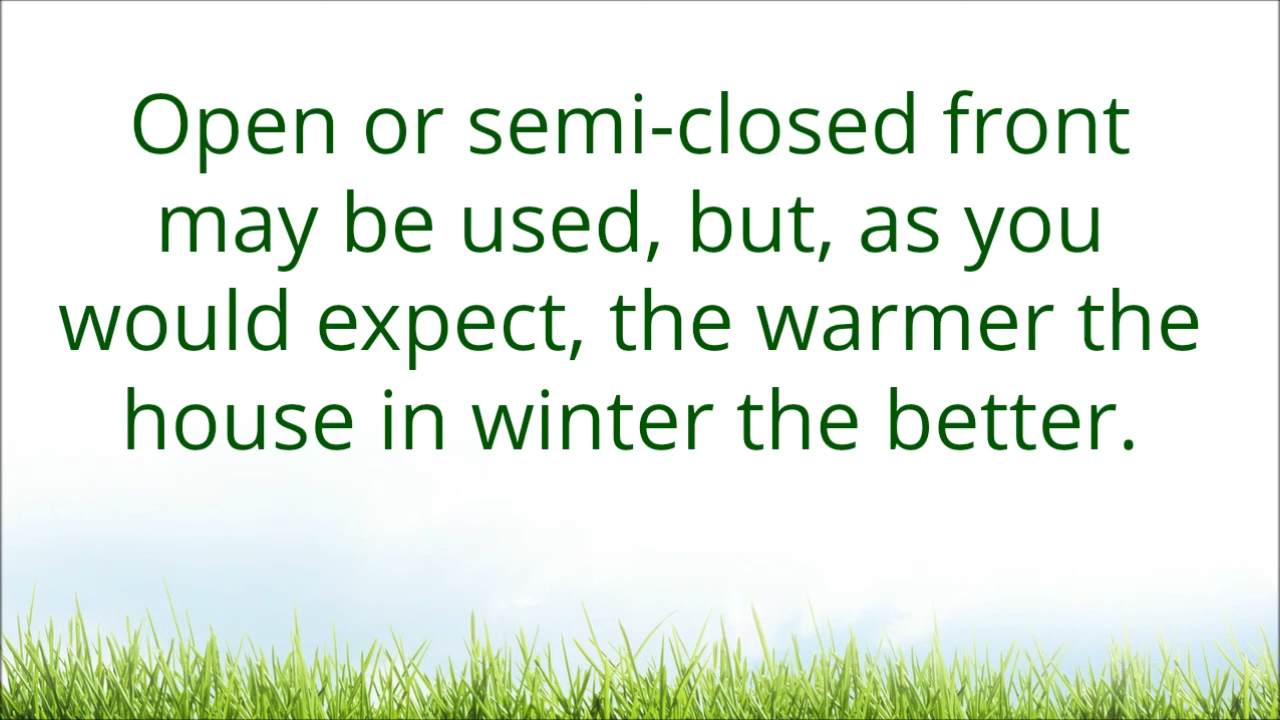 Open or semi-closed front
may be used, but, as you
would expect, the warmer the
house in winter the better.